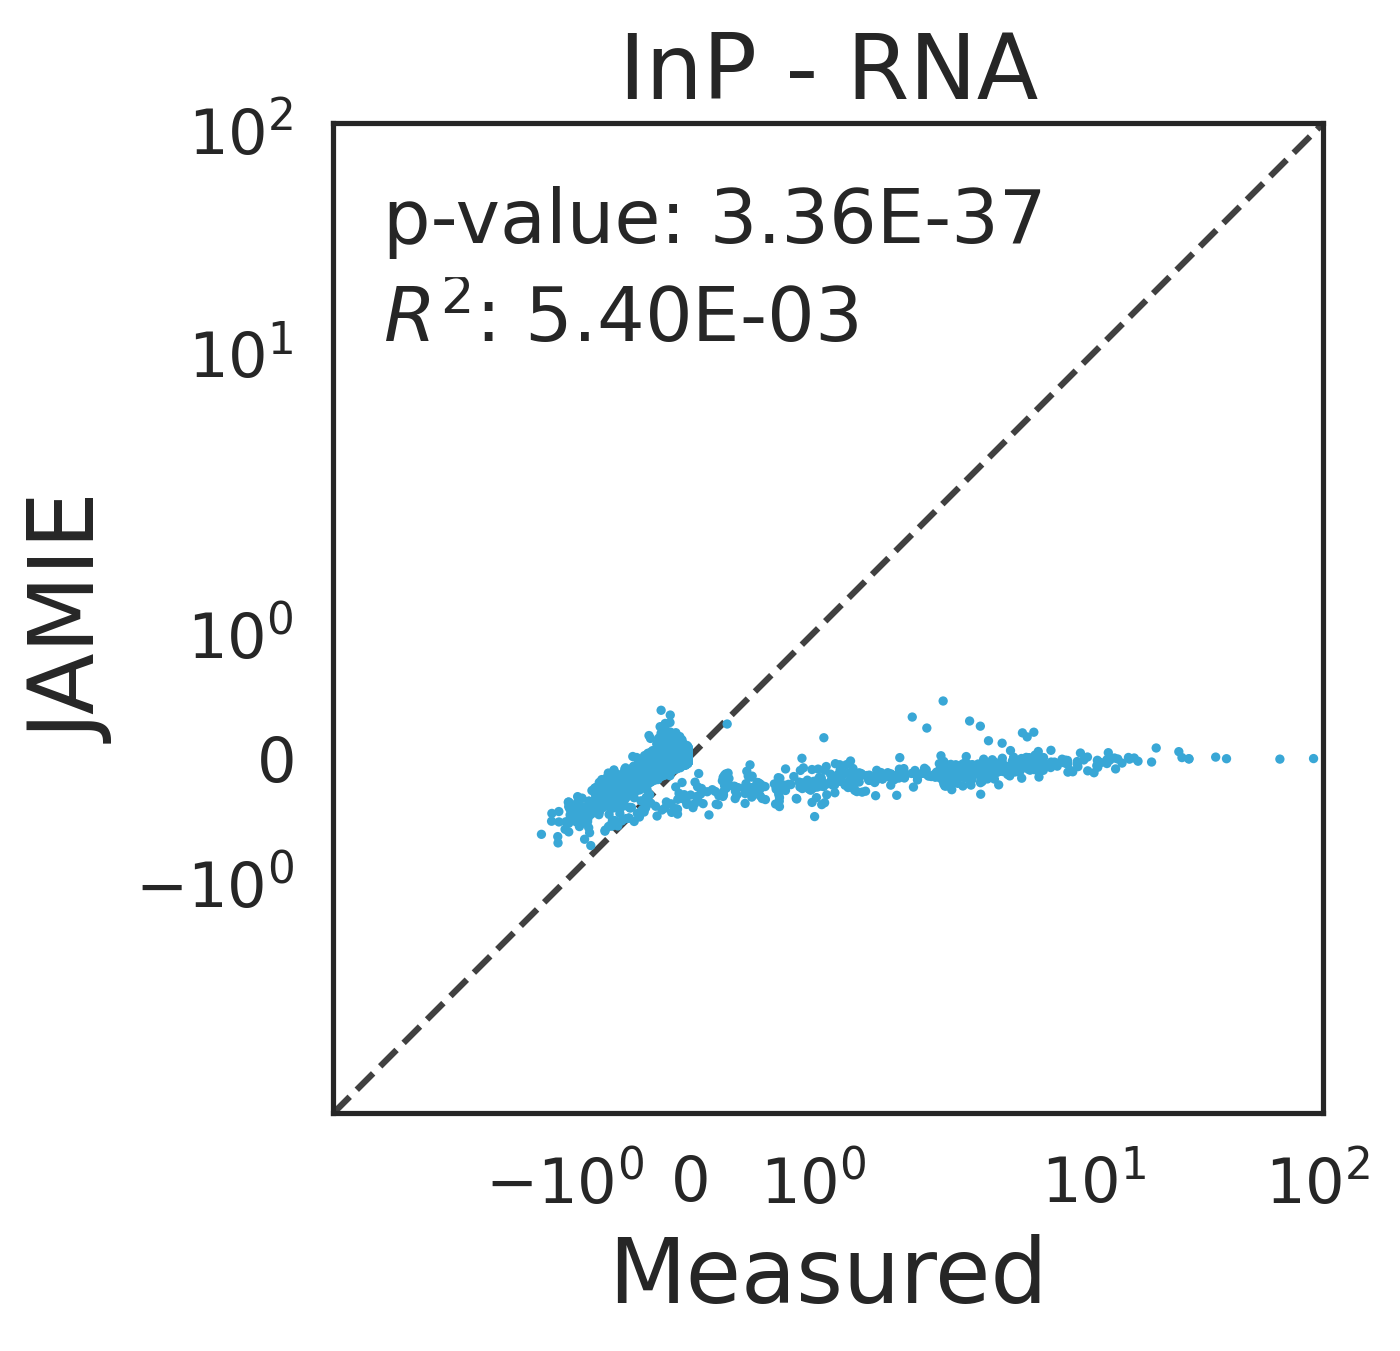 InP - RNA
10²
p-value: 3.36E-37
R²: 5.40E-03
10¹
JAMIE
10⁰
0
−10⁰
−10⁰ 0 10⁰ 10¹ 10²
Measured